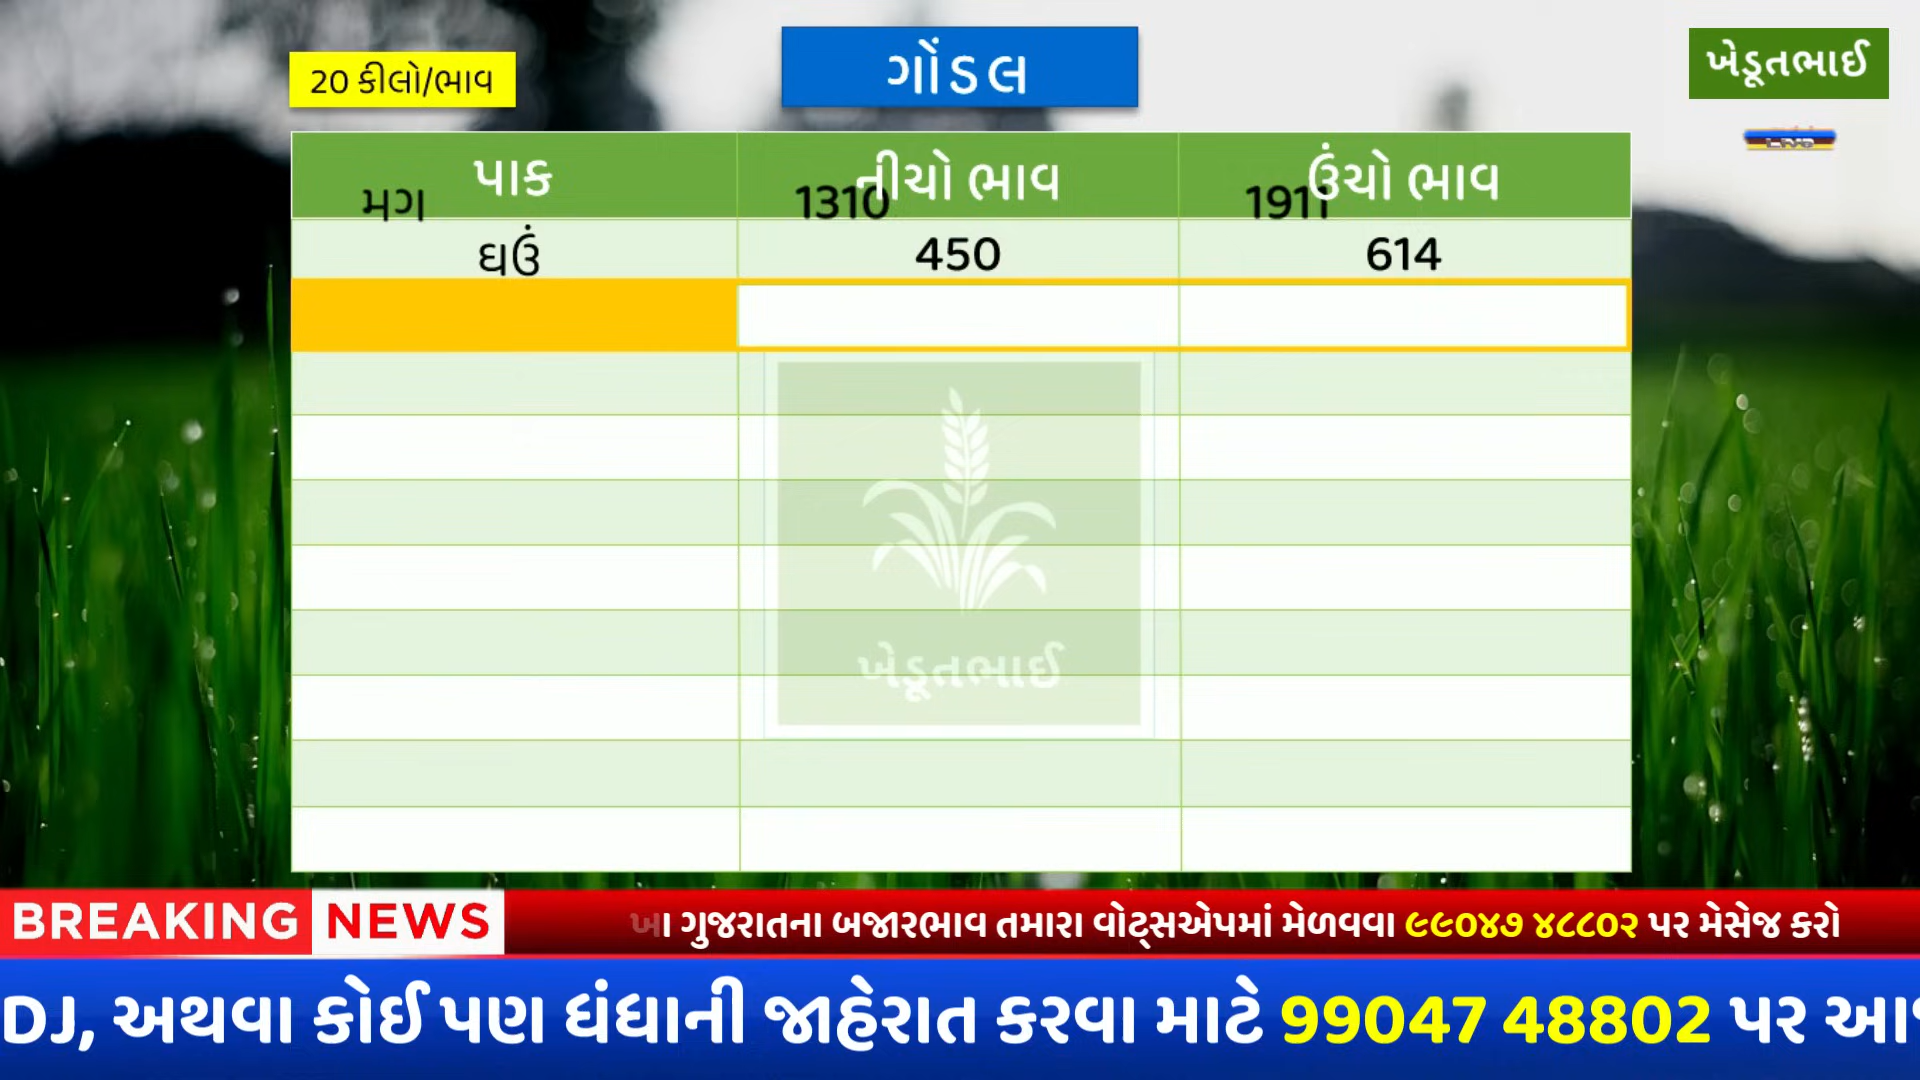 20 કીલો/ભાવ
ગોંડલ
ખેડૂતભાઈ
પાક નીચો ભાવ ઉંચો ભાવ
મગ 1310 1911
ઘઉં 450 614
ખેડૂતભાઈ
BREAKING NEWS
ખા ગુજરાતના બજારભાવ તમારા વોટ્સએપમાં મેળવવા ૯૯૦૪૭ ૪૮૮૦૨ પર મેસેજ કરો
DJ, અથવા કોઈ પણ ધંધાની જાહેરાત કરવા માટે 99047 48802 પર